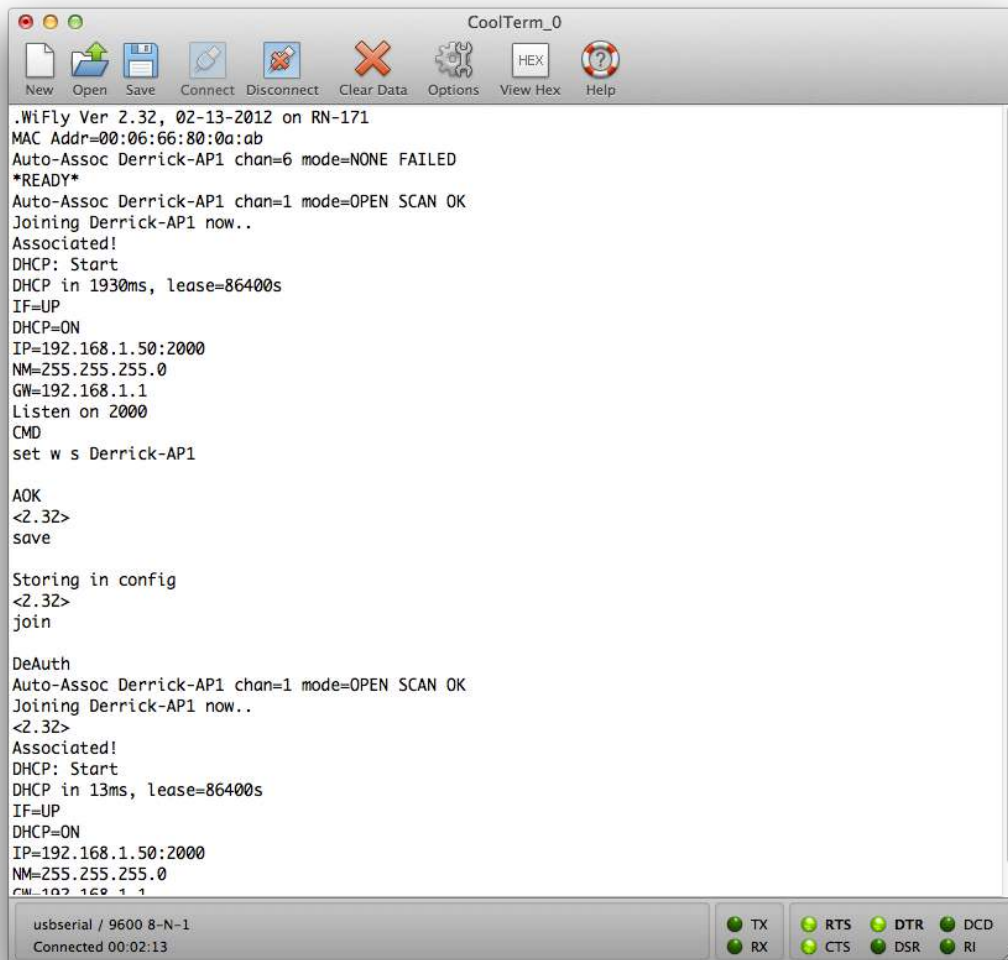 CoolTerm_0
New Open Save Connect Disconnect Clear Data Options View Hex Help
HEX
.WiFly Ver 2.32, 02-13-2012 on RN-171
MAC Addr=00:06:66:80:0a:ab
Auto-Assoc Derrick-AP1 chan=6 mode=NONE FAILED
*READY*
Auto-Assoc Derrick-AP1 chan=1 mode=OPEN SCAN OK
Joining Derrick-AP1 now..
Associated!
DHCP: Start
DHCP in 1930ms, lease=86400s
IF=UP
DHCP=ON
IP=192.168.1.50:2000
NM=255.255.255.0
GW=192.168.1.1
Listen on 2000
CMD
set w s Derrick-AP1
AOK
<2.32>
save
Storing in config
<2.32>
join
DeAuth
Auto-Assoc Derrick-AP1 chan=1 mode=OPEN SCAN OK
Joining Derrick-AP1 now..
<2.32>
Associated!
DHCP: Start
DHCP in 13ms, lease=86400s
IF=UP
DHCP=ON
IP=192.168.1.50:2000
NM=255.255.255.0
GW=192.168.1.1
usbserial / 9600 8-N-1
Connected 00:02:13
TX RTS DTR DCD
RX CTS DSR RI